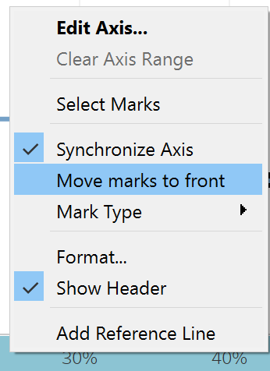 Edit Axis...
Clear Axis Range
Select Marks
Synchronize Axis
Move marks to front
Mark Type
Format...
Show Header
Add Reference Line
30% 40%